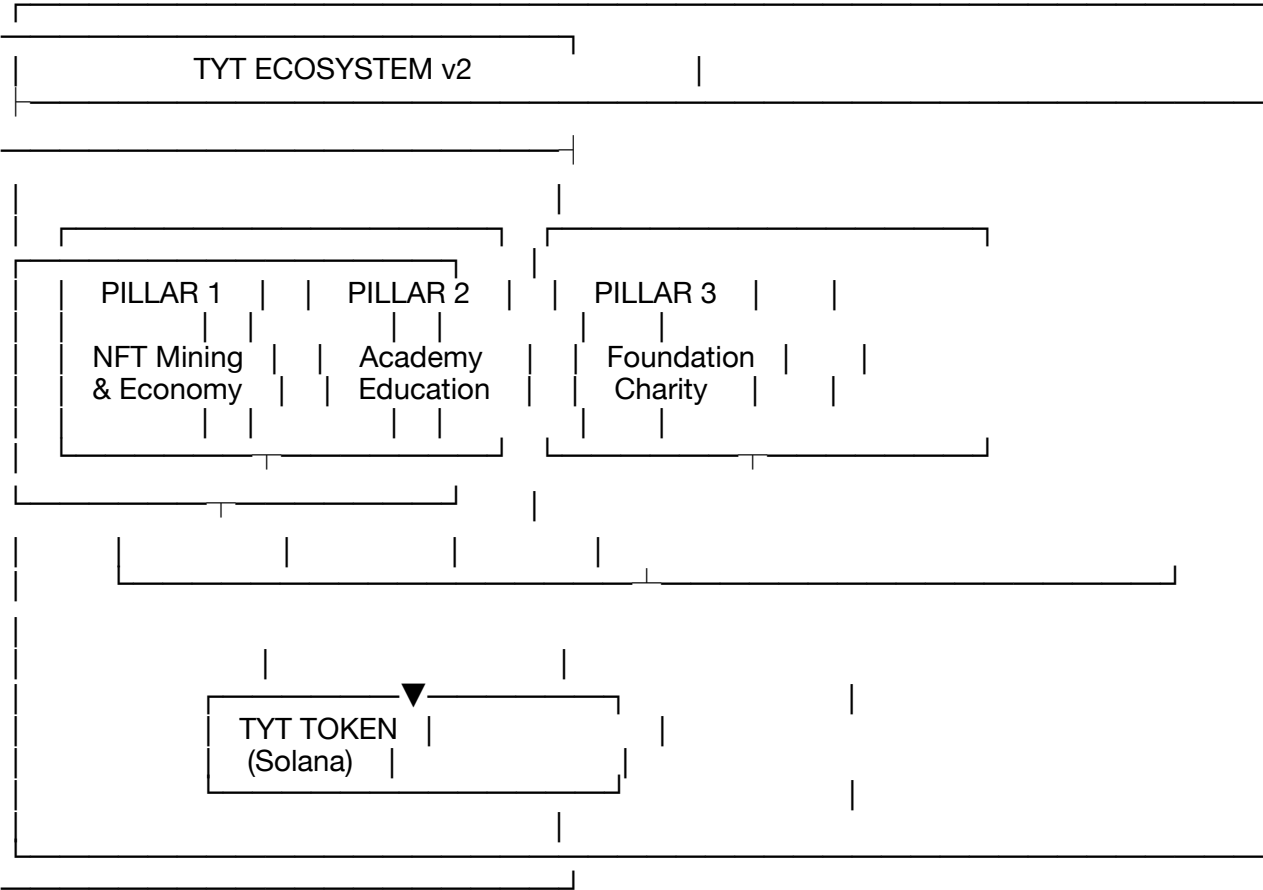 TYT ECOSYSTEM v2
PILLAR 1 PILLAR 2 PILLAR 3
NFT Mining Academy Foundation
& Economy Education Charity
TYT TOKEN
(Solana)